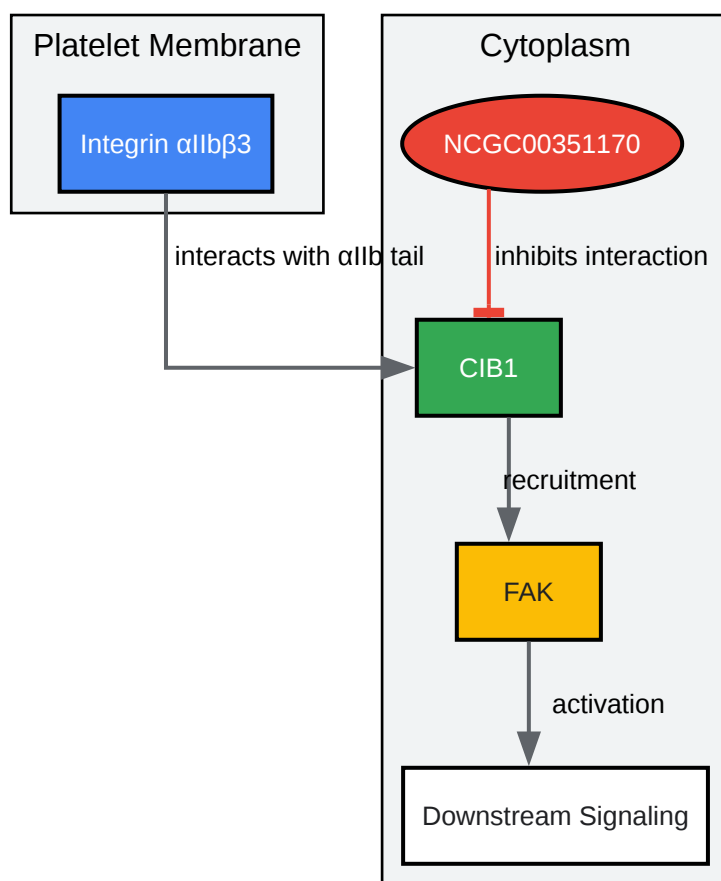 Platelet Membrane
Cytoplasm
Integrin αIIbβ3
NCGC00351170
interacts with αIIb tail
inhibits interaction
CIB1
recruitment
FAK
activation
Downstream Signaling